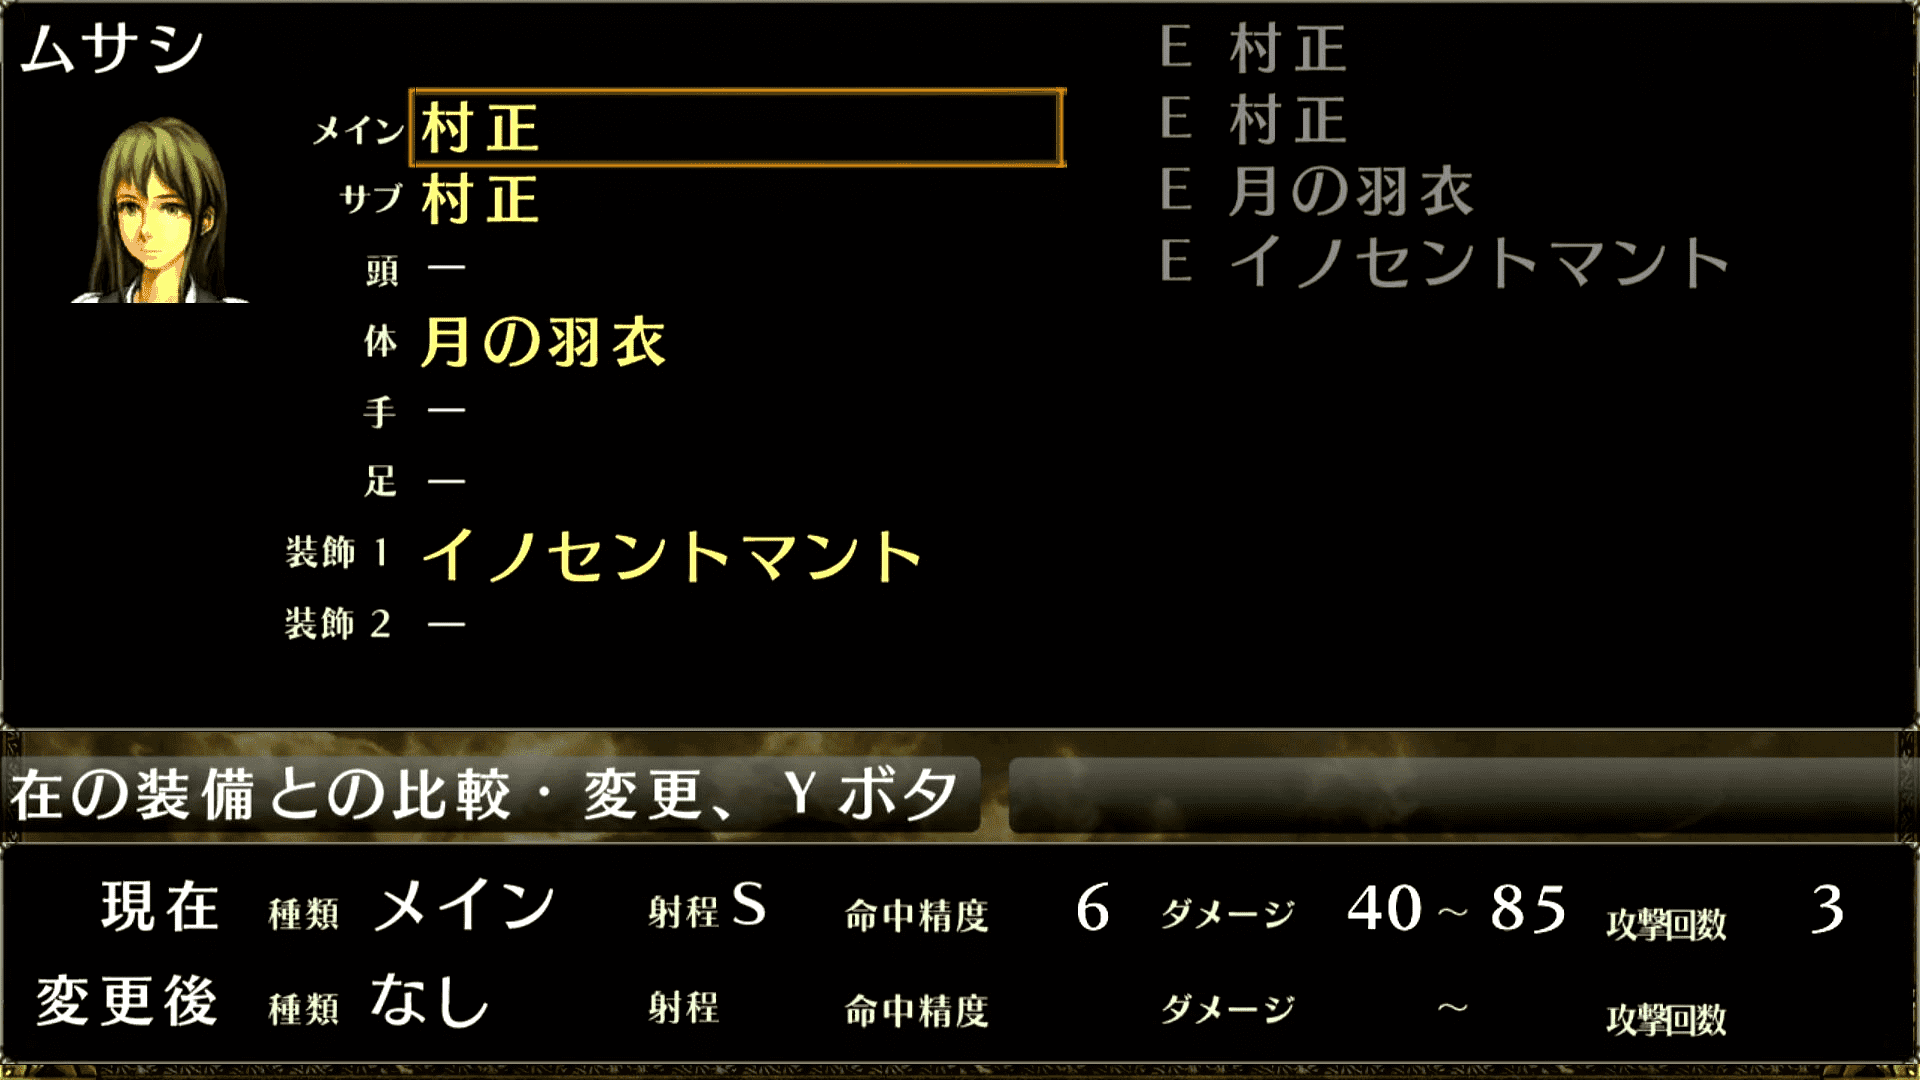 ムサシ
メイン 村正
サブ 村正
頭 —
体 月の羽衣
手 —
足 —
装飾 1 イノセントマント
装飾 2 —
E 村正
E 村正
E 月の羽衣
E イノセントマント
在の装備との比較・変更、Yボタ
現在 種類 メイン 射程 S 命中精度 6 ダメージ 40 ～ 85 攻撃回数 3
変更後 種類 なし 射程 命中精度 ダメージ ～ 攻撃回数